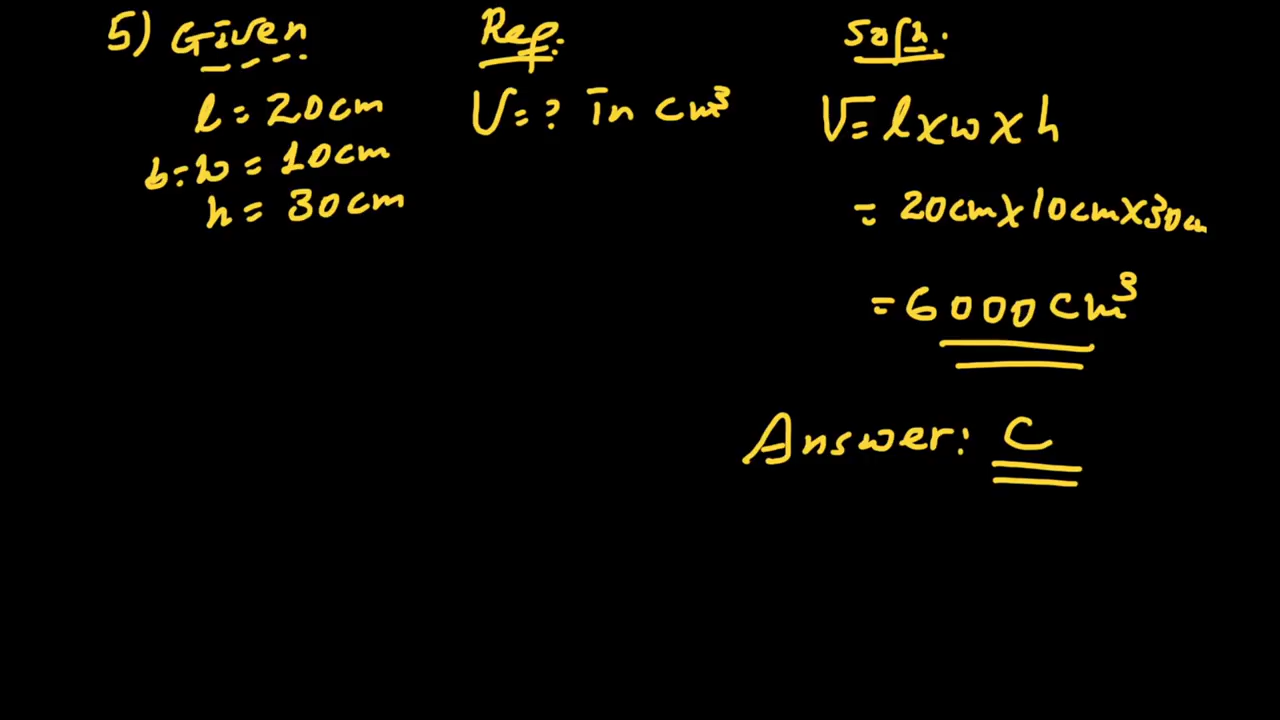 5) Given
l = 20cm
b = w = 10cm
h = 30cm
Req.
V = ? in cm³
Soln.
V = l x w x h
= 20cm x 10cm x 30cm
= 6000cm³
Answer: C